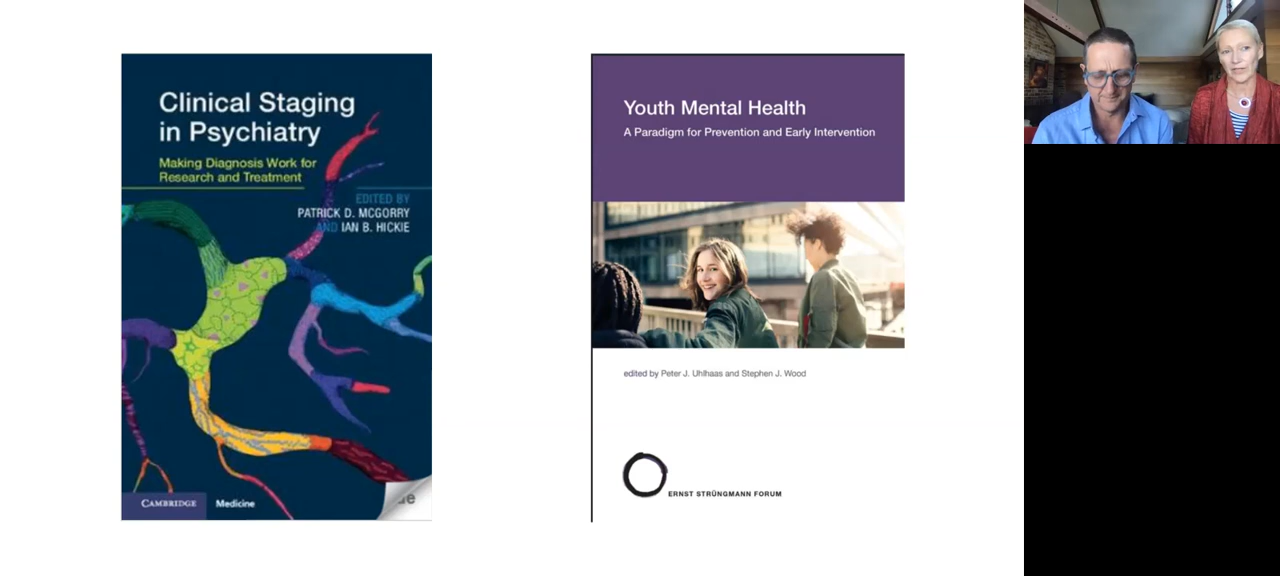 Clinical Staging
in Psychiatry
Making Diagnosis Work for
Research and Treatment
EDITED BY
PATRICK D. MCGORRY
AND IAN B. HICKIE
CAMBRIDGE
Medicine
Youth Mental Health
A Paradigm for Prevention and Early Intervention
edited by Peter J. Uhlhaas and Stephen J. Wood
ERNST STRÜNGMANN FORUM